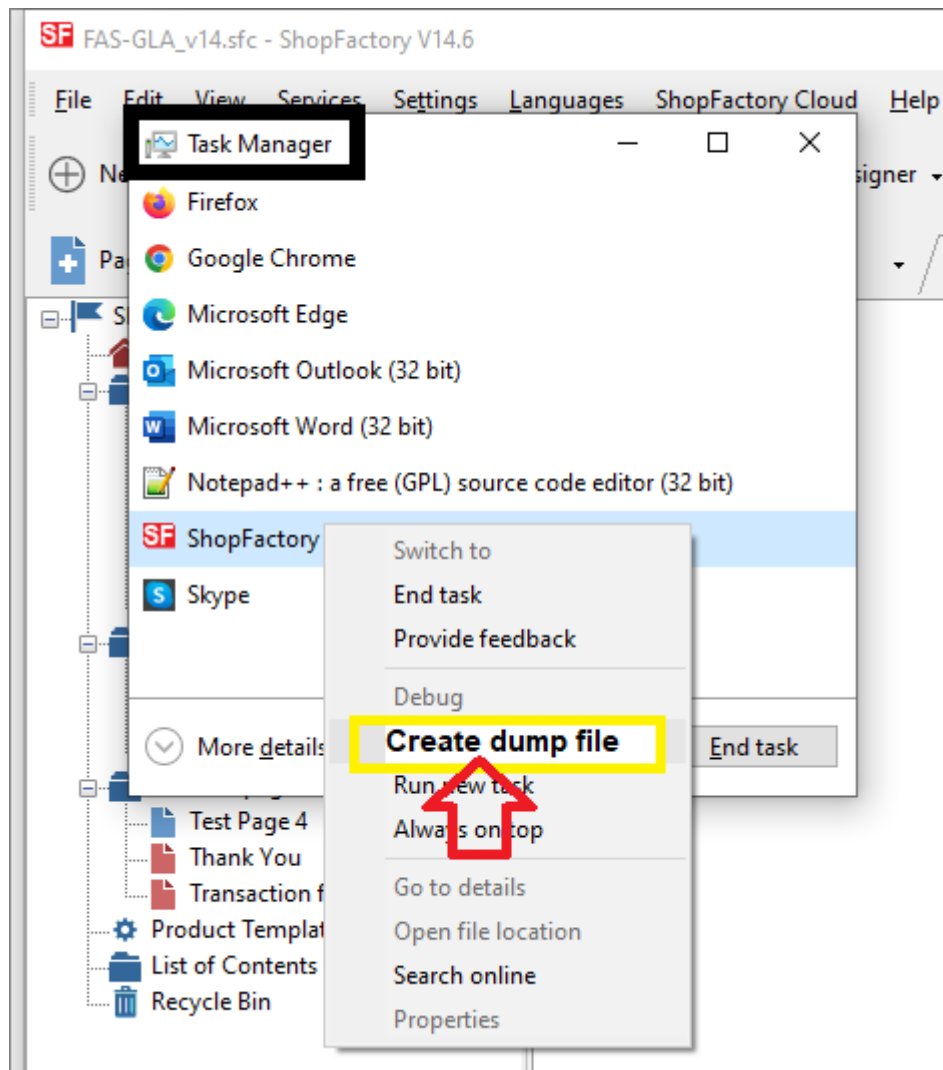 SF FAS-GLA_v14.sfc - ShopFactory V14.6
File Edit View Services Settings Languages ShopFactory Cloud Help
Task Manager
Firefox
Google Chrome
Microsoft Edge
Microsoft Outlook (32 bit)
Microsoft Word (32 bit)
Notepad++ : a free (GPL) source code editor (32 bit)
SF ShopFactory
Skype
Switch to
End task
Provide feedback
Debug
Create dump file
Run new task
Always on top
Go to details
Open file location
Search online
Properties
More details
End task
Test Page 4
Thank You
Transaction
Product
List of Contents
Recycle Bin